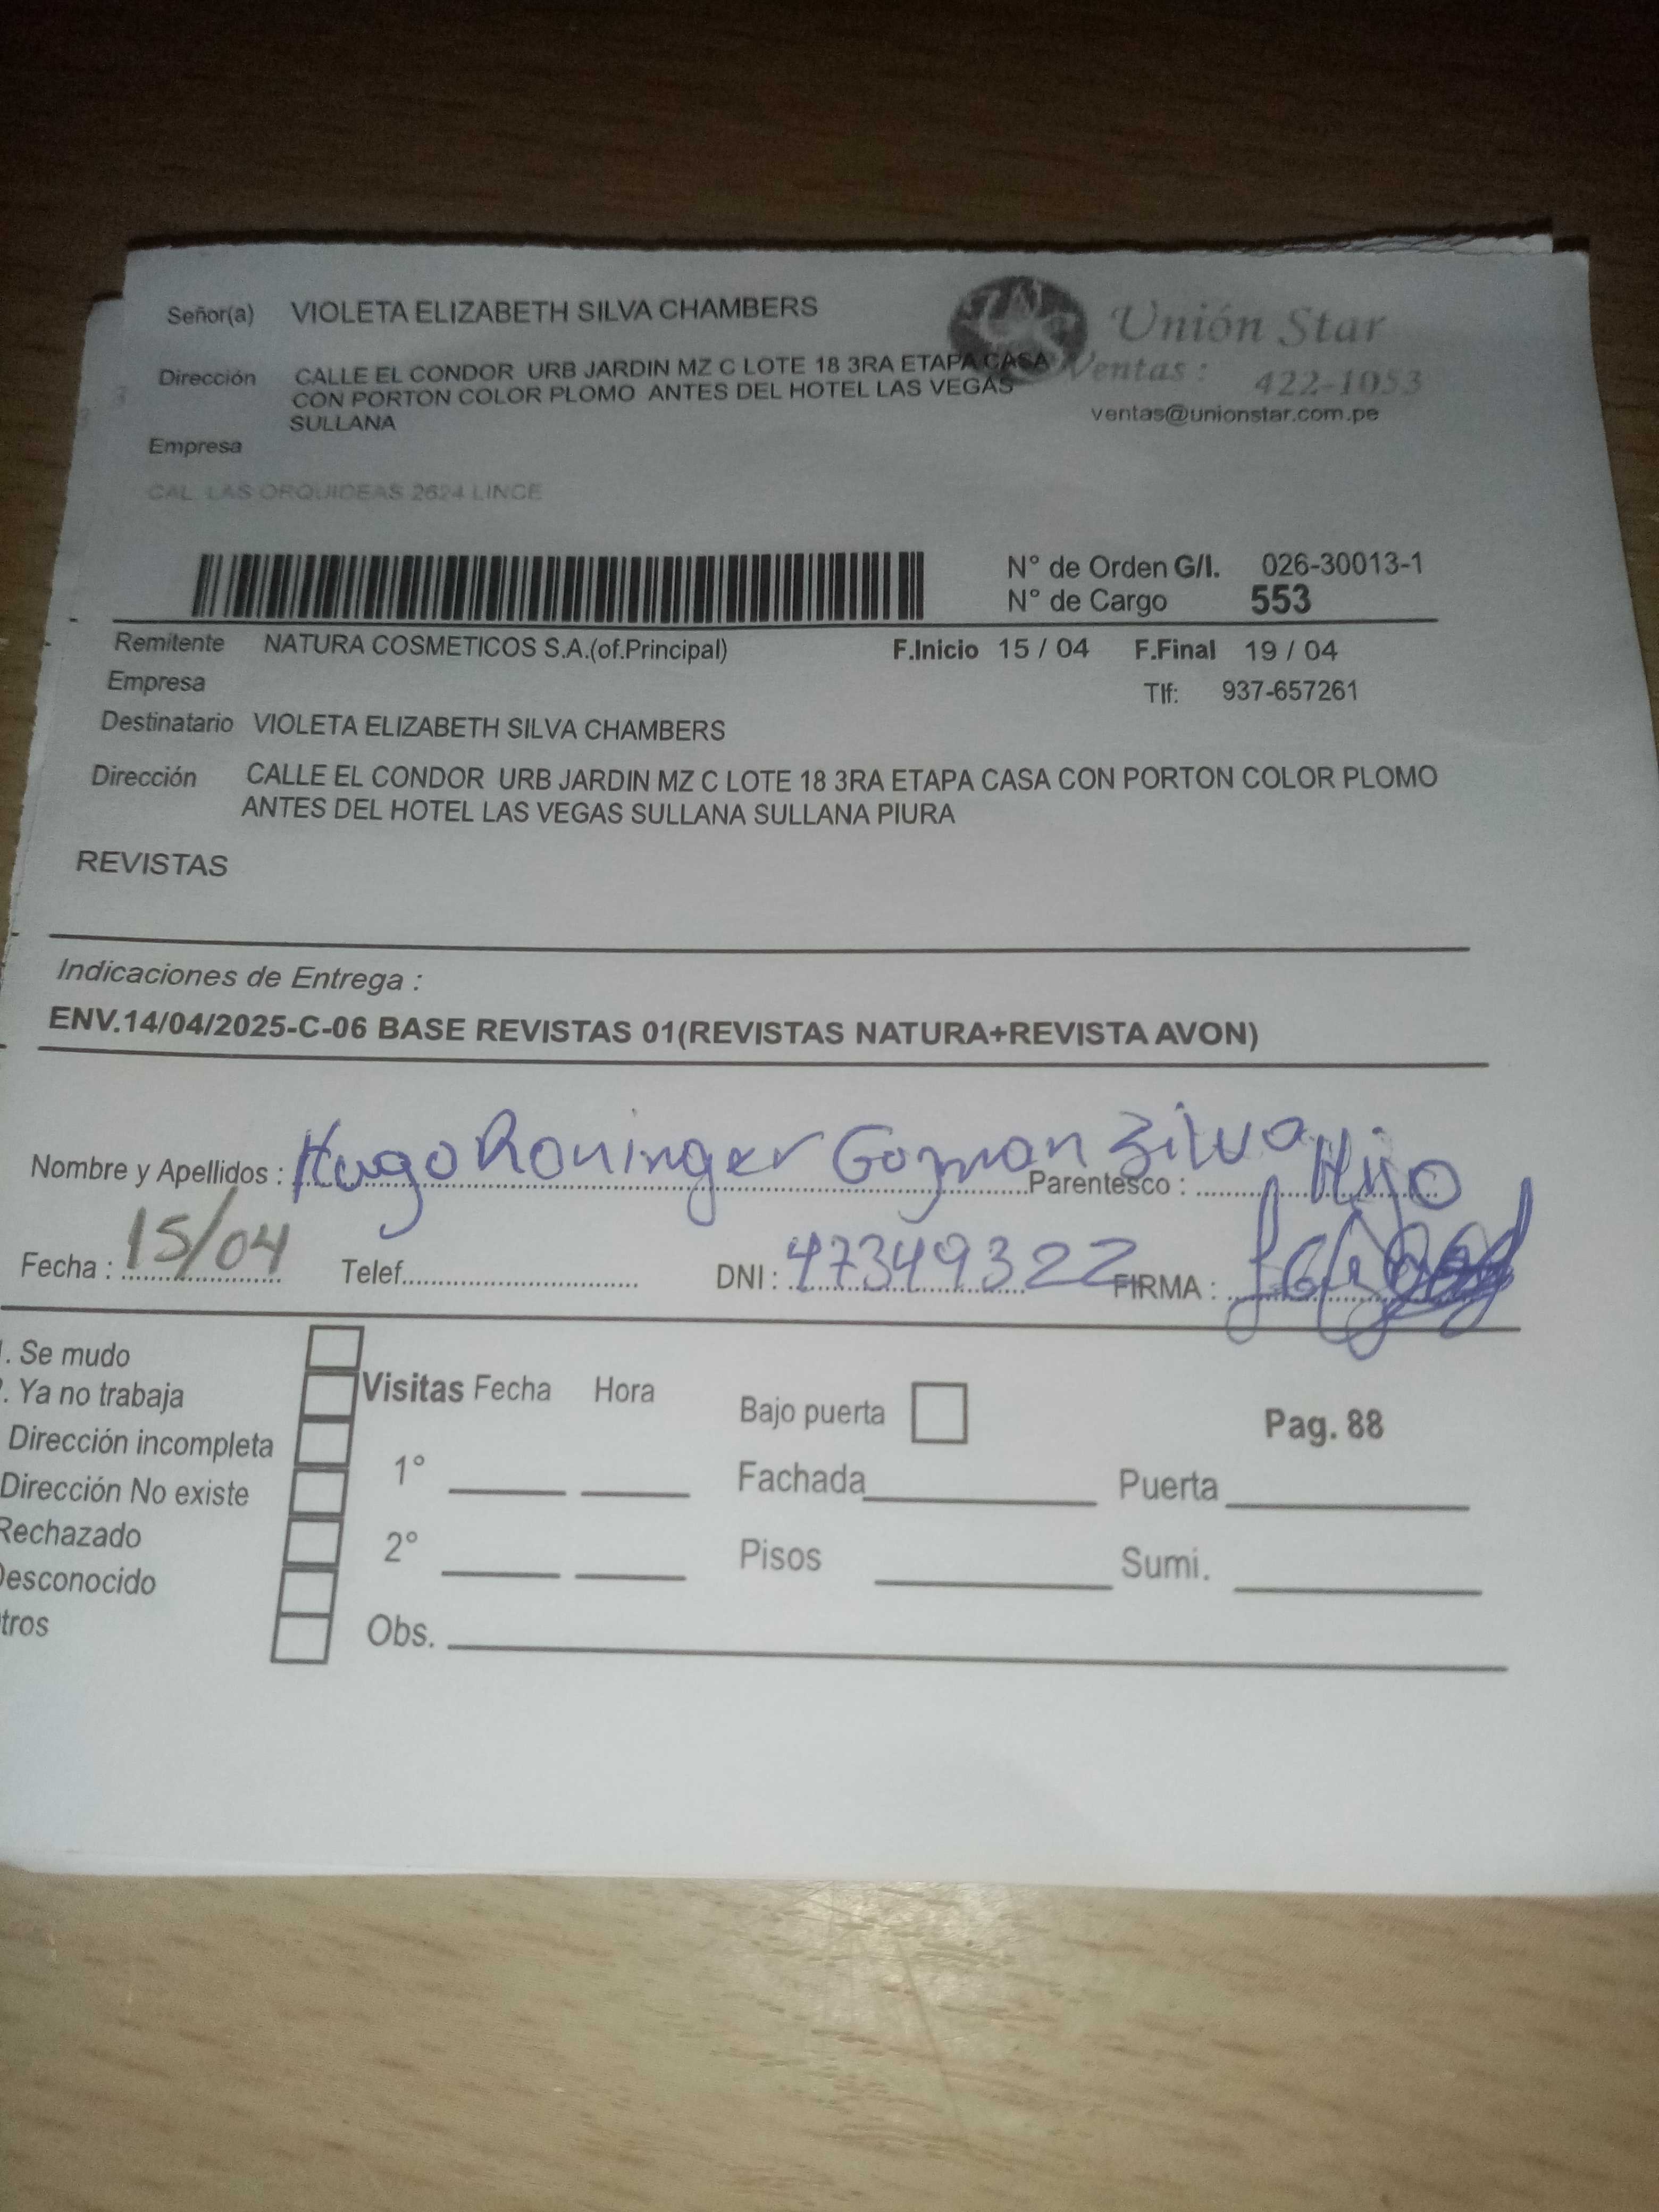 Señor(a) VIOLETA ELIZABETH SILVA CHAMBERS
Unión Star
Dirección CALLE EL CONDOR URB JARDIN MZ C LOTE 18 3RA ETAPA CASA
CON PORTON COLOR PLOMO ANTES DEL HOTEL LAS VEGAS
SULLANA
Ventas : 422-1053
ventas@unionstar.com.pe
Empresa
CAL. LAS ORQUIDEAS 2624 LINCE
N° de Orden G/I. 026-30013-1
N° de Cargo 553
Remitente NATURA COSMETICOS S.A.(of.Principal) F.Inicio 15 / 04 F.Final 19 / 04
Empresa Tlf: 937-657261
Destinatario VIOLETA ELIZABETH SILVA CHAMBERS
Dirección CALLE EL CONDOR URB JARDIN MZ C LOTE 18 3RA ETAPA CASA CON PORTON COLOR PLOMO
ANTES DEL HOTEL LAS VEGAS SULLANA SULLANA PIURA
REVISTAS
Indicaciones de Entrega :
ENV.14/04/2025-C-06 BASE REVISTAS 01(REVISTAS NATURA+REVISTA AVON)
Nombre y Apellidos : Hugo Roninger Gozman Zilva Parentesco : Hijo
Fecha : 15/04 Telef. DNI : 47349322 FIRMA :
. Se mudo
. Ya no trabaja
Dirección incompleta
Dirección No existe
Rechazado
Desconocido
tros
Visitas Fecha Hora
1°
2°
Obs.
Bajo puerta Pag. 88
Fachada Puerta
Pisos Sumi.